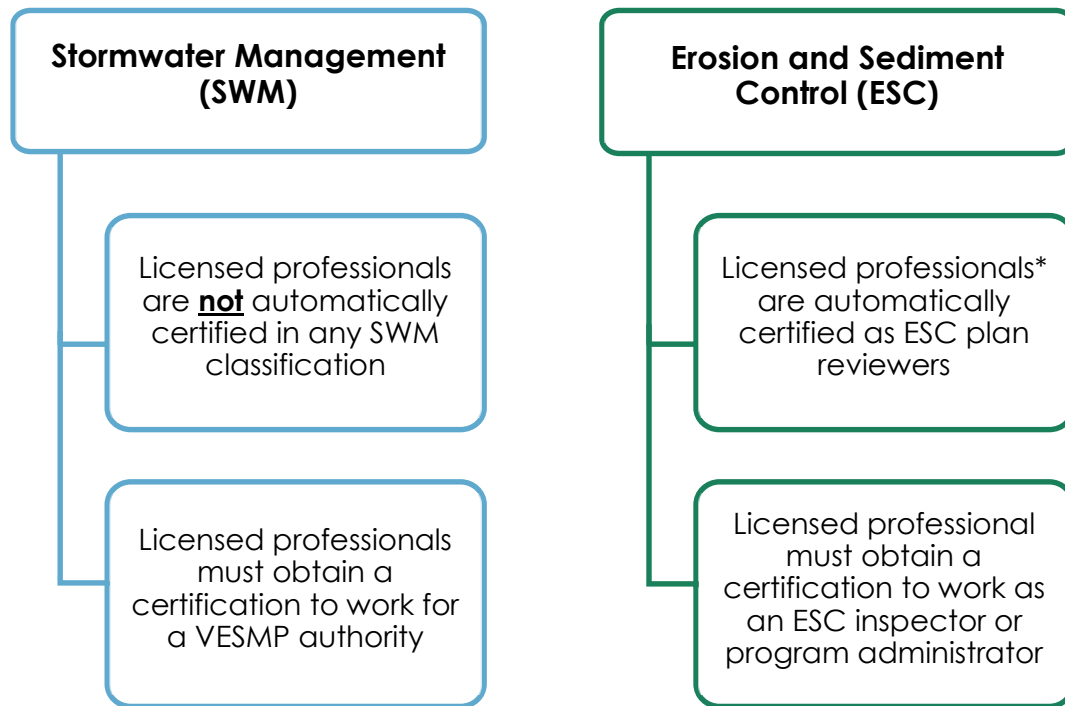 Stormwater Management
(SWM)
Licensed professionals
are not automatically
certified in any SWM
classification
Licensed professionals
must obtain a
certification to work for
a VESMP authority
Erosion and Sediment
Control (ESC)
Licensed professionals*
are automatically
certified as ESC plan
reviewers
Licensed professional
must obtain a
certification to work as
an ESC inspector or
program administrator